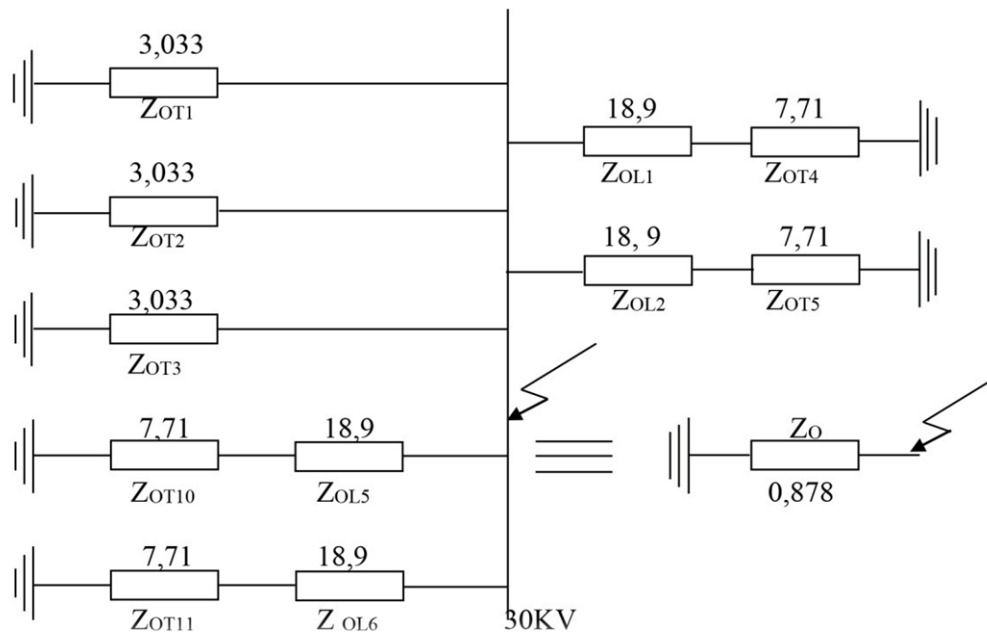 3,033
ZOT1
18,9 7,71
ZOL1 ZOT4
3,033
ZOT2
18, 9 7,71
ZOL2 ZOT5
3,033
ZOT3
7,71 18,9
ZOT10 ZOL5
ZO
0,878
7,71 18,9
ZOT11 Z OL6
30KV